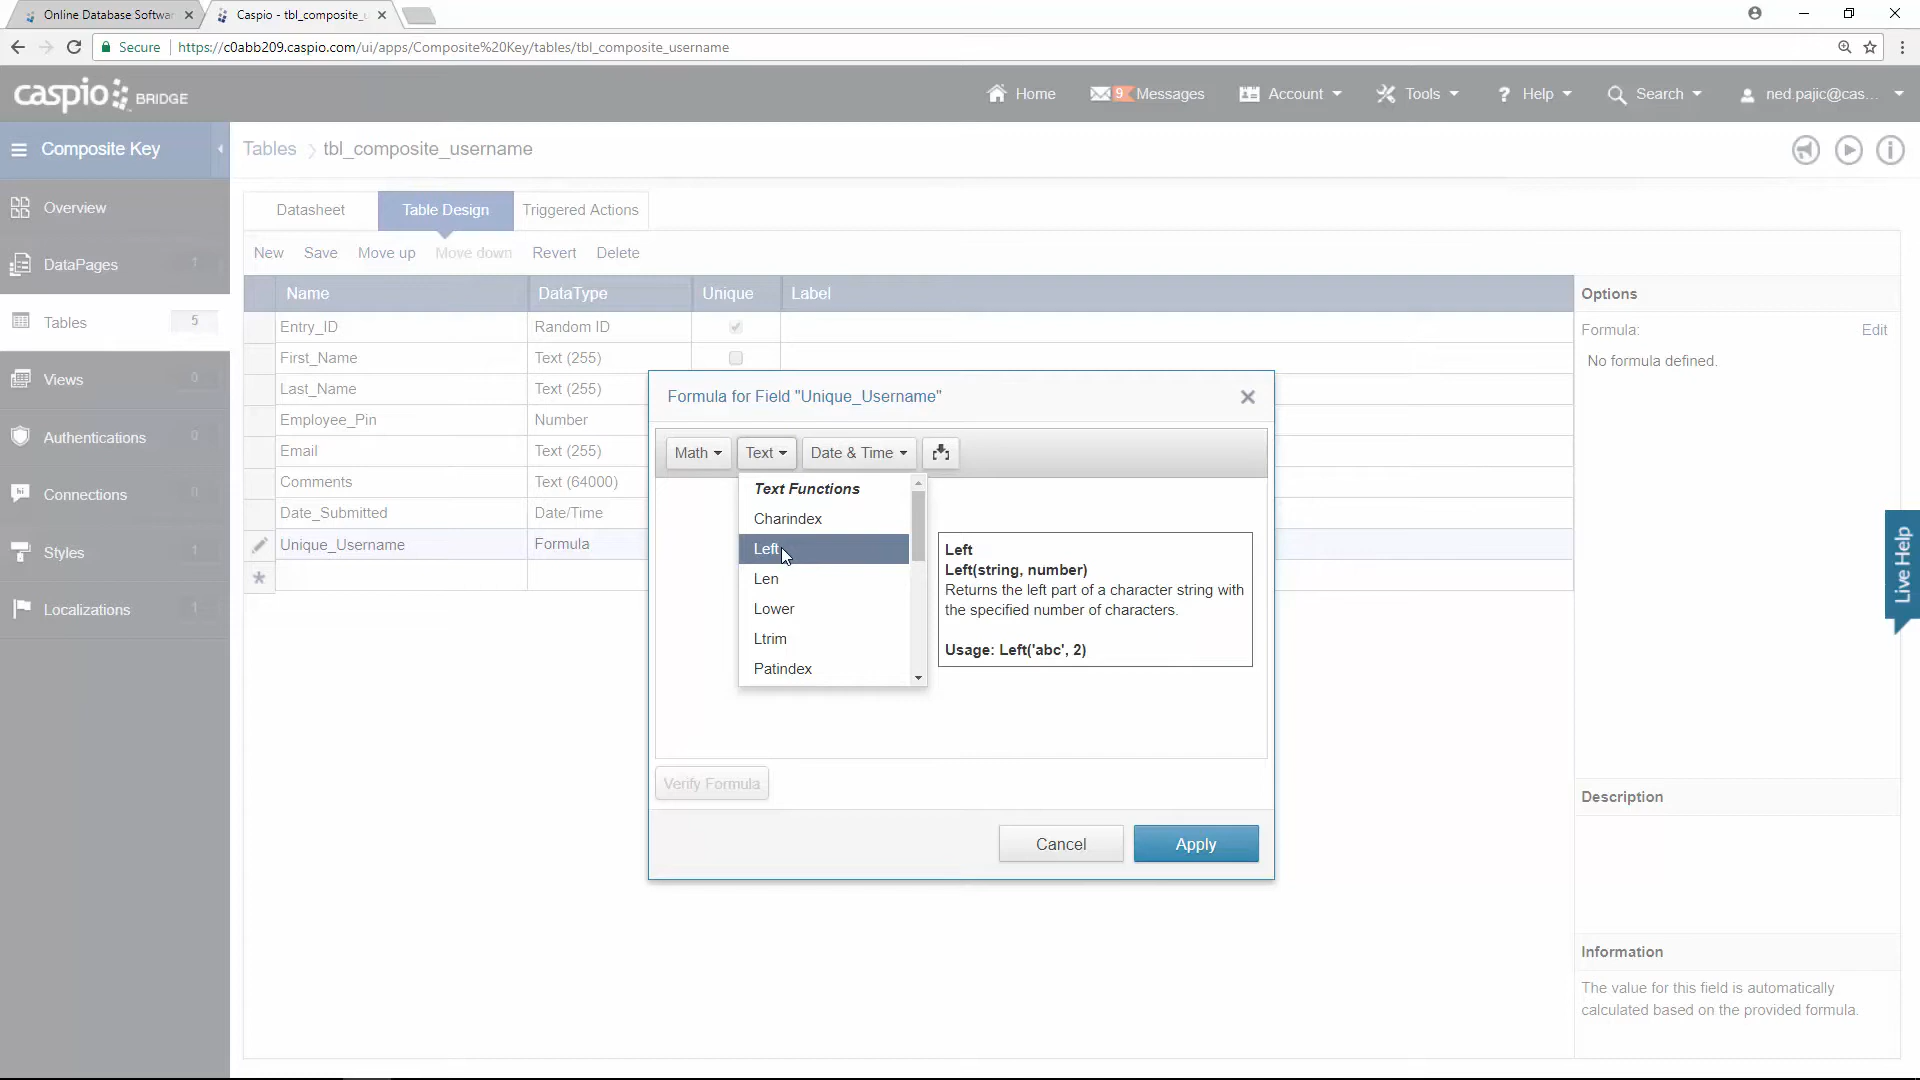 Online Database Softwar
Caspio - tbl_composite_u
Secure
https://c0abb209.caspio.com/ui/apps/Composite%20Key/tables/tbl_composite_username
caspio BRIDGE
Home
9 Messages
Account
Tools
? Help
Search
ned.pajic@cas...
Composite Key
Tables
tbl_composite_username
Overview
DataPages 1
Tables 5
Views 0
Authentications 0
Connections 0
Styles 1
Localizations 1
Datasheet
Table Design
Triggered Actions
New
Save
Move up
Move down
Revert
Delete
Name DataType Unique Label
Entry_ID Random ID
First_Name Text (255)
Last_Name Text (255)
Employee_Pin Number
Email Text (255)
Comments Text (64000)
Date_Submitted Date/Time
Unique_Username Formula
*
Formula for Field "Unique_Username"
Math
Text
Date & Time
Text Functions
Charindex
Left
Len
Lower
Ltrim
Patindex
Left
Left(string, number)
Returns the left part of a character string with
the specified number of characters.
Usage: Left('abc', 2)
Verify Formula
Cancel
Apply
Options
Formula: Edit
No formula defined.
Description
Information
The value for this field is automatically
calculated based on the provided formula.
Live Help